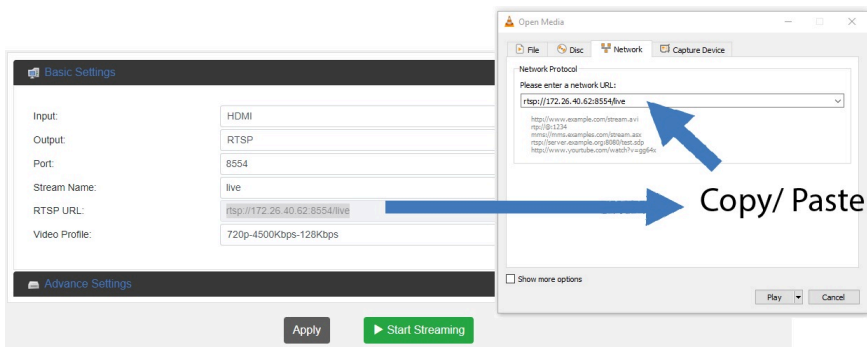 Basic Settings
Input: HDMI
Output: RTSP
Port: 8554
Stream Name: live
RTSP URL: rtsp://172.26.40.62:8554/live
Video Profile: 720p-4500Kbps-128Kbps
Advance Settings
Apply
Start Streaming
Open Media
File Disc Network Capture Device
Network Protocol
Please enter a network URL:
rtsp://172.26.40.62:8554/live
http://www.example.com/stream.avi
rtp://@:1234
mms://mms.examples.com/stream.asx
rtsp://server.example.org:8080/test.sdp
http://www.yourtube.com/watch?v=gg64x
Copy/ Paste
Show more options
Play Cancel